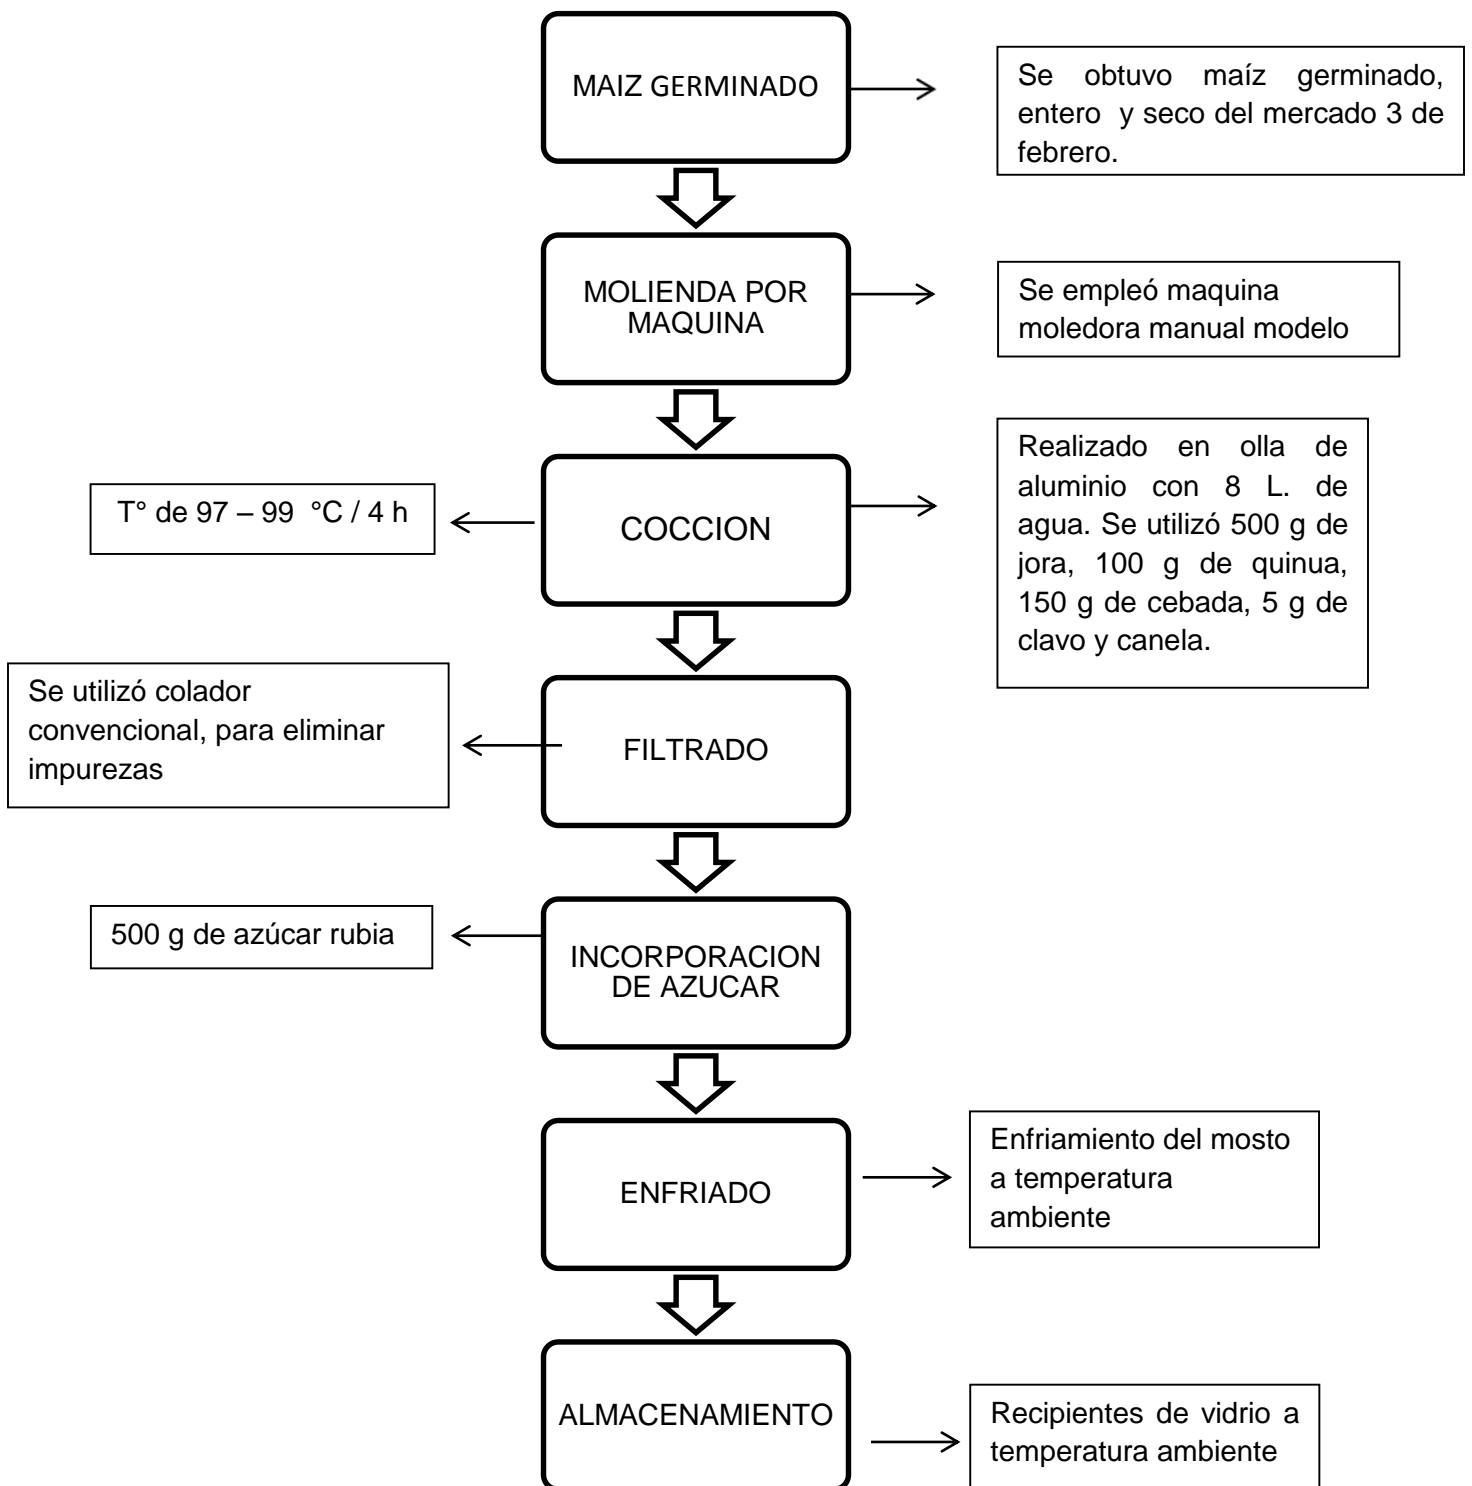 MAIZ GERMINADO
Se obtuvo maíz germinado,
entero y seco del mercado 3 de
febrero.
MOLIENDA POR
MAQUINA
Se empleó maquina
moledora manual modelo
COCCION
T° de 97 – 99 °C / 4 h
Realizado en olla de
aluminio con 8 L. de
agua. Se utilizó 500 g de
jora, 100 g de quinua,
150 g de cebada, 5 g de
clavo y canela.
FILTRADO
Se utilizó colador
convencional, para eliminar
impurezas
INCORPORACION
DE AZUCAR
500 g de azúcar rubia
ENFRIADO
Enfriamiento del mosto
a temperatura
ambiente
ALMACENAMIENTO
Recipientes de vidrio a
temperatura ambiente